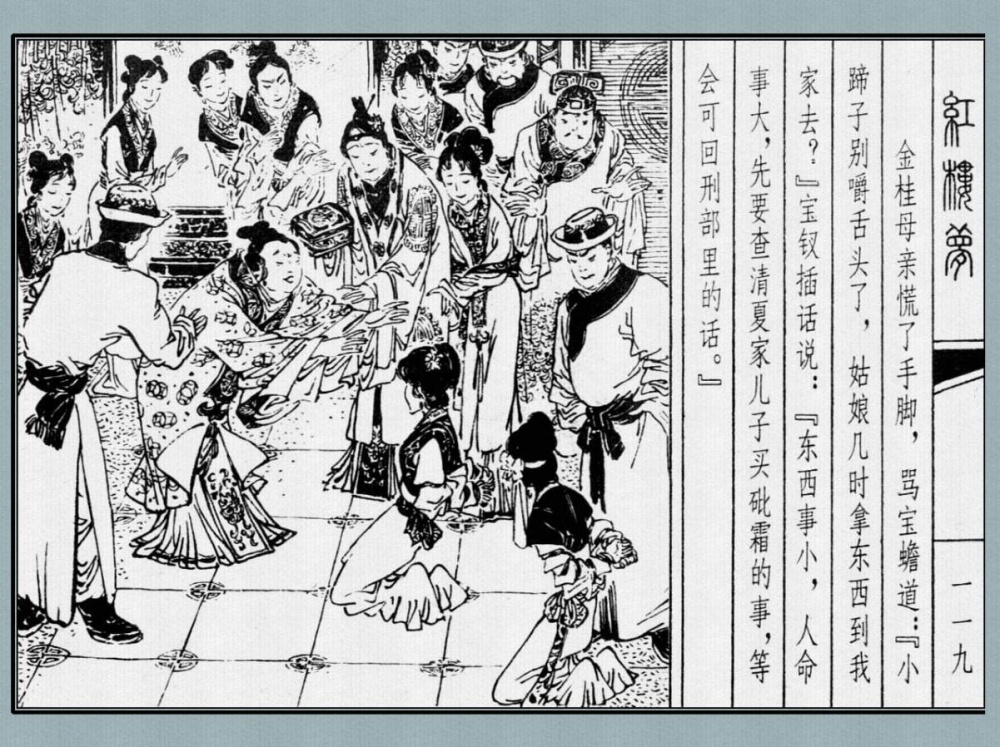 紅樓夢
一一九
金桂母亲慌了手脚，骂宝蟾道：『小
蹄子别嚼舌头了，姑娘几时拿东西到我
家去？』宝钗插话说：『东西事小，人命
事大，先要查清夏家儿子买砒霜的事，等
会可回刑部里的话。』